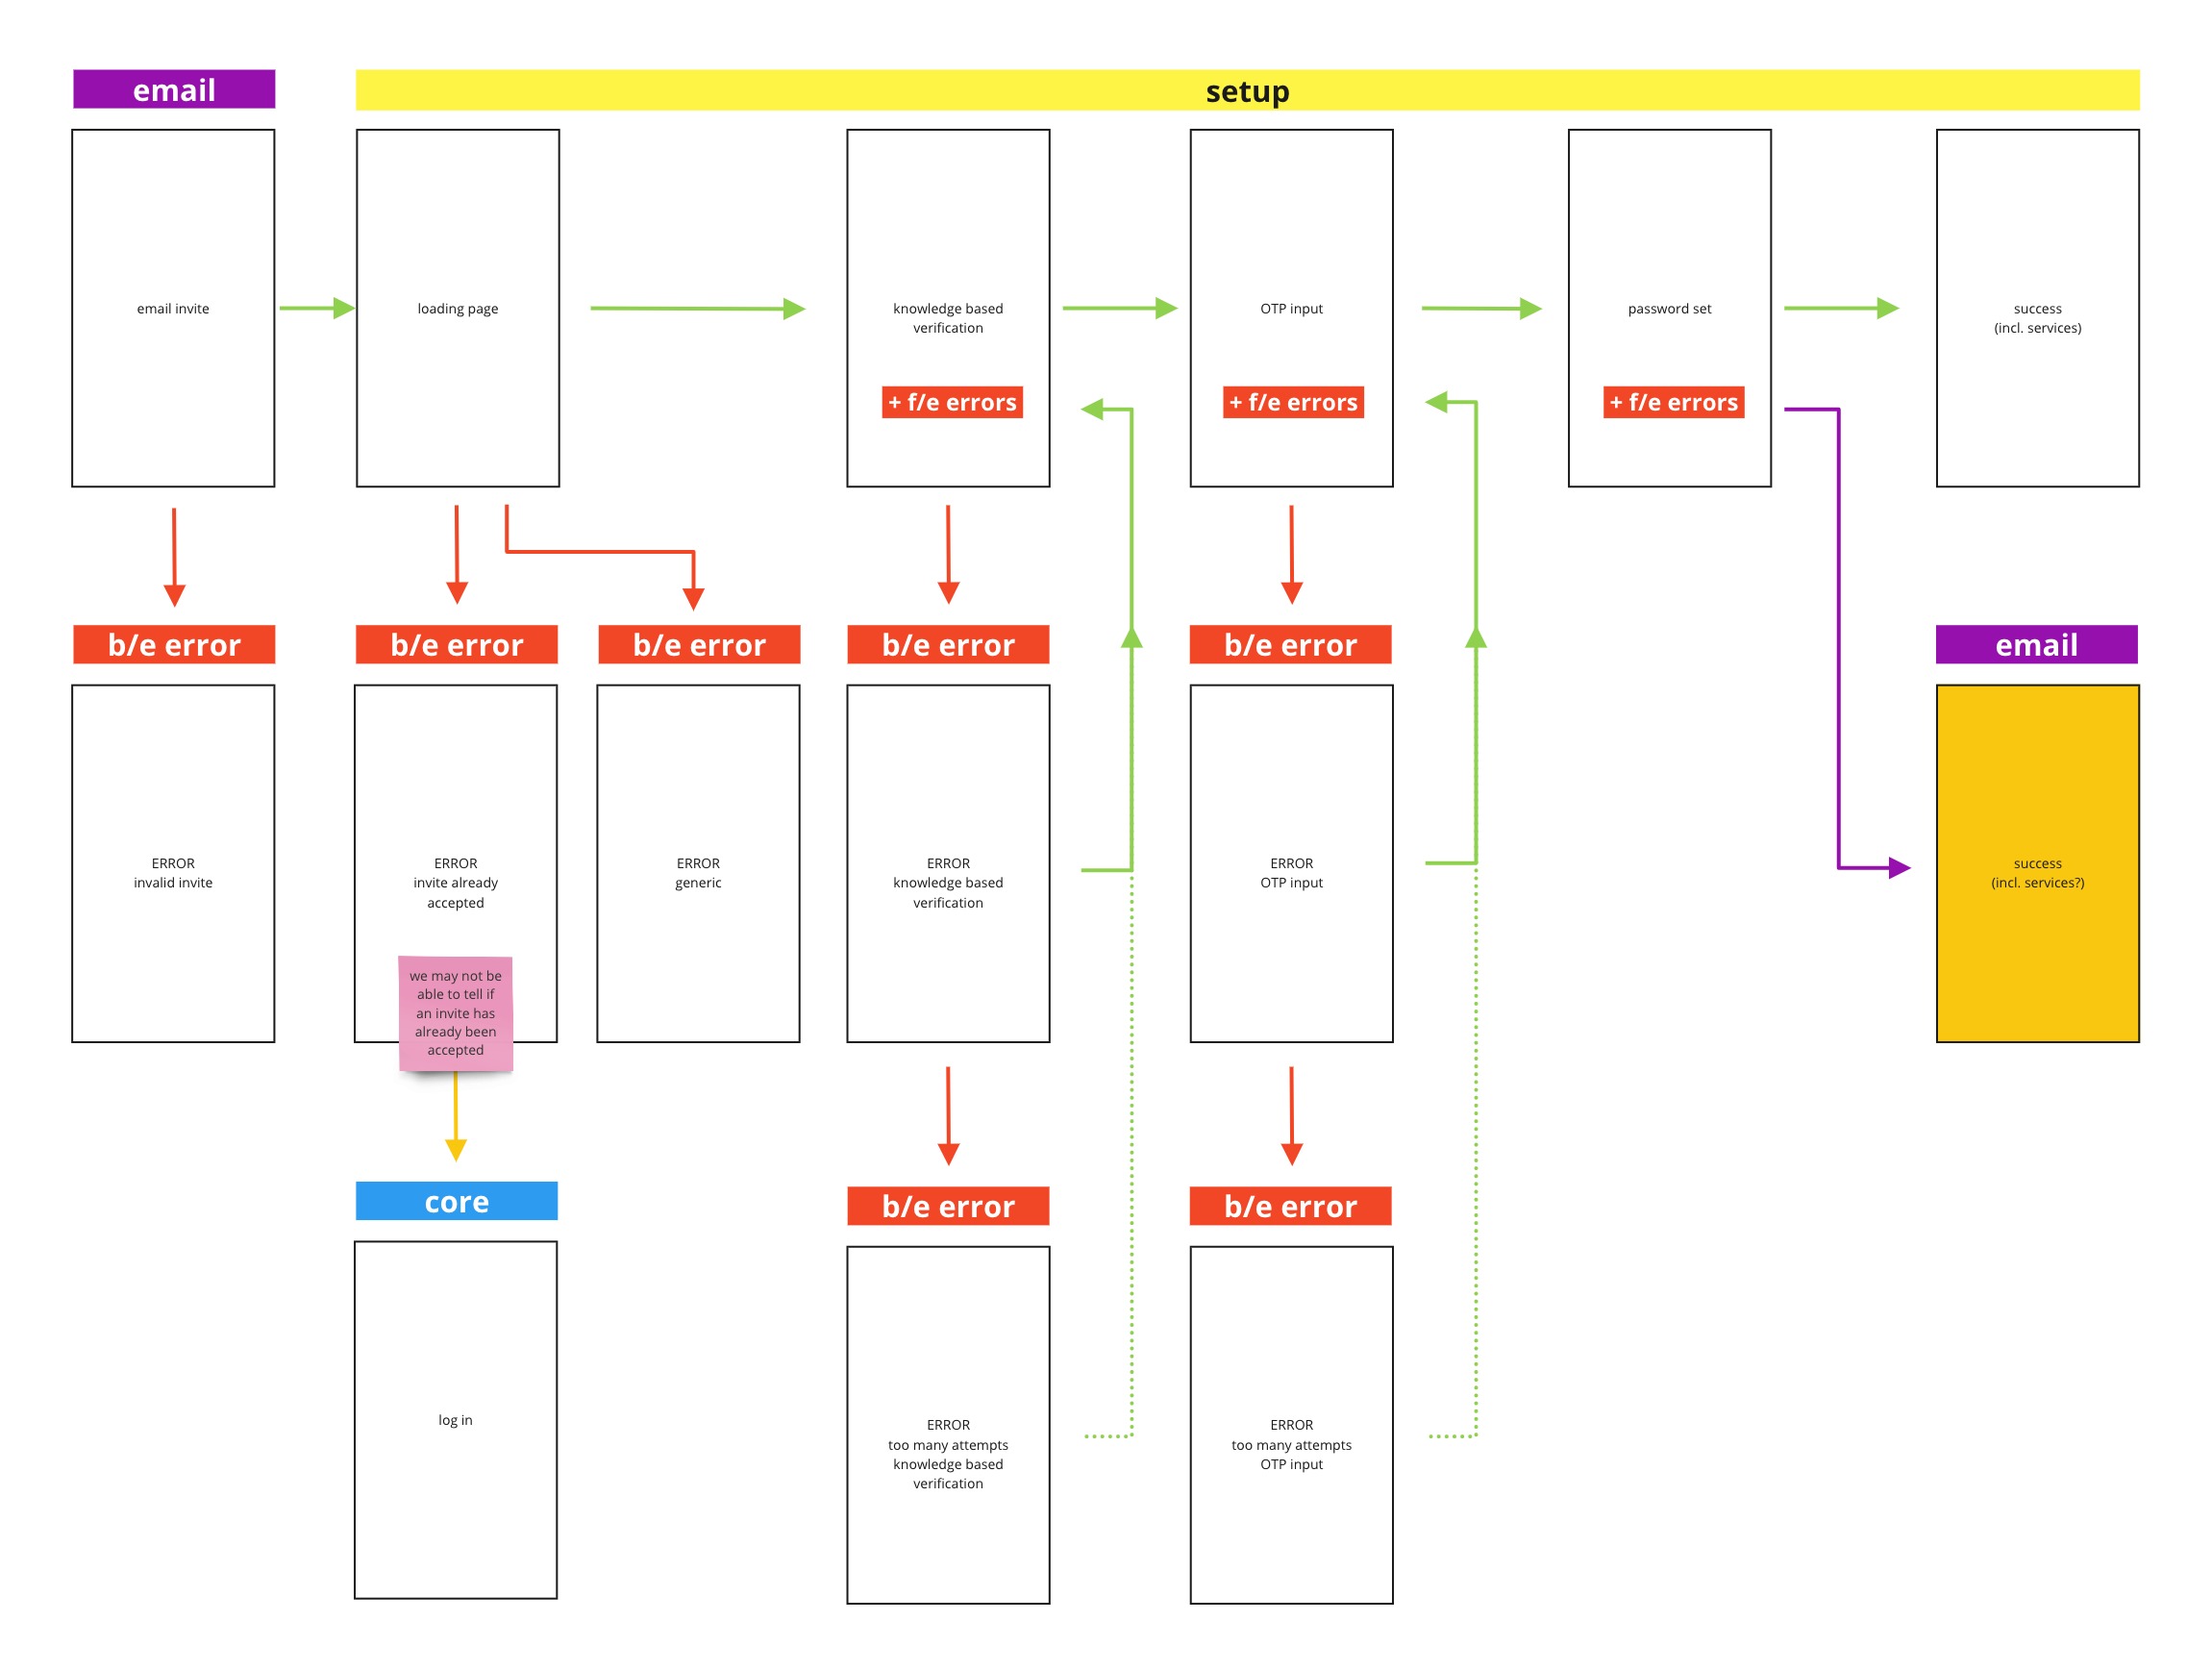 email
setup
email invite
loading page
knowledge based
verification
+ f/e errors
OTP input
+ f/e errors
password set
+ f/e errors
success
(incl. services)
b/e error
b/e error
b/e error
b/e error
b/e error
email
ERROR
invalid invite
ERROR
invite already
accepted
we may not be
able to tell if
an invite has
already been
accepted
ERROR
generic
ERROR
knowledge based
verification
ERROR
OTP input
success
(incl. services?)
core
b/e error
b/e error
log in
ERROR
too many attempts
knowledge based
verification
ERROR
too many attempts
OTP input